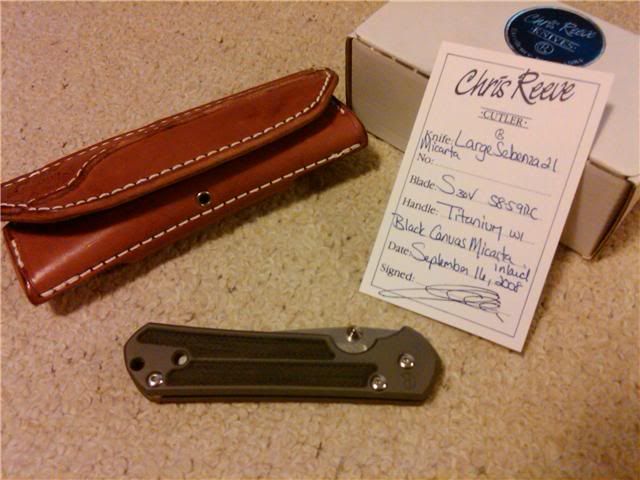 Chris Reeve
KNIVES
®
Chris Reeve
·CUTLER·
®
Knife: Large Sebenza 21
Micarta
No:
Blade: S30V 58-59RC
Handle: Titanium w/
Black Canvas Micarta
inlaid
Date: September 16, 2008
Signed: